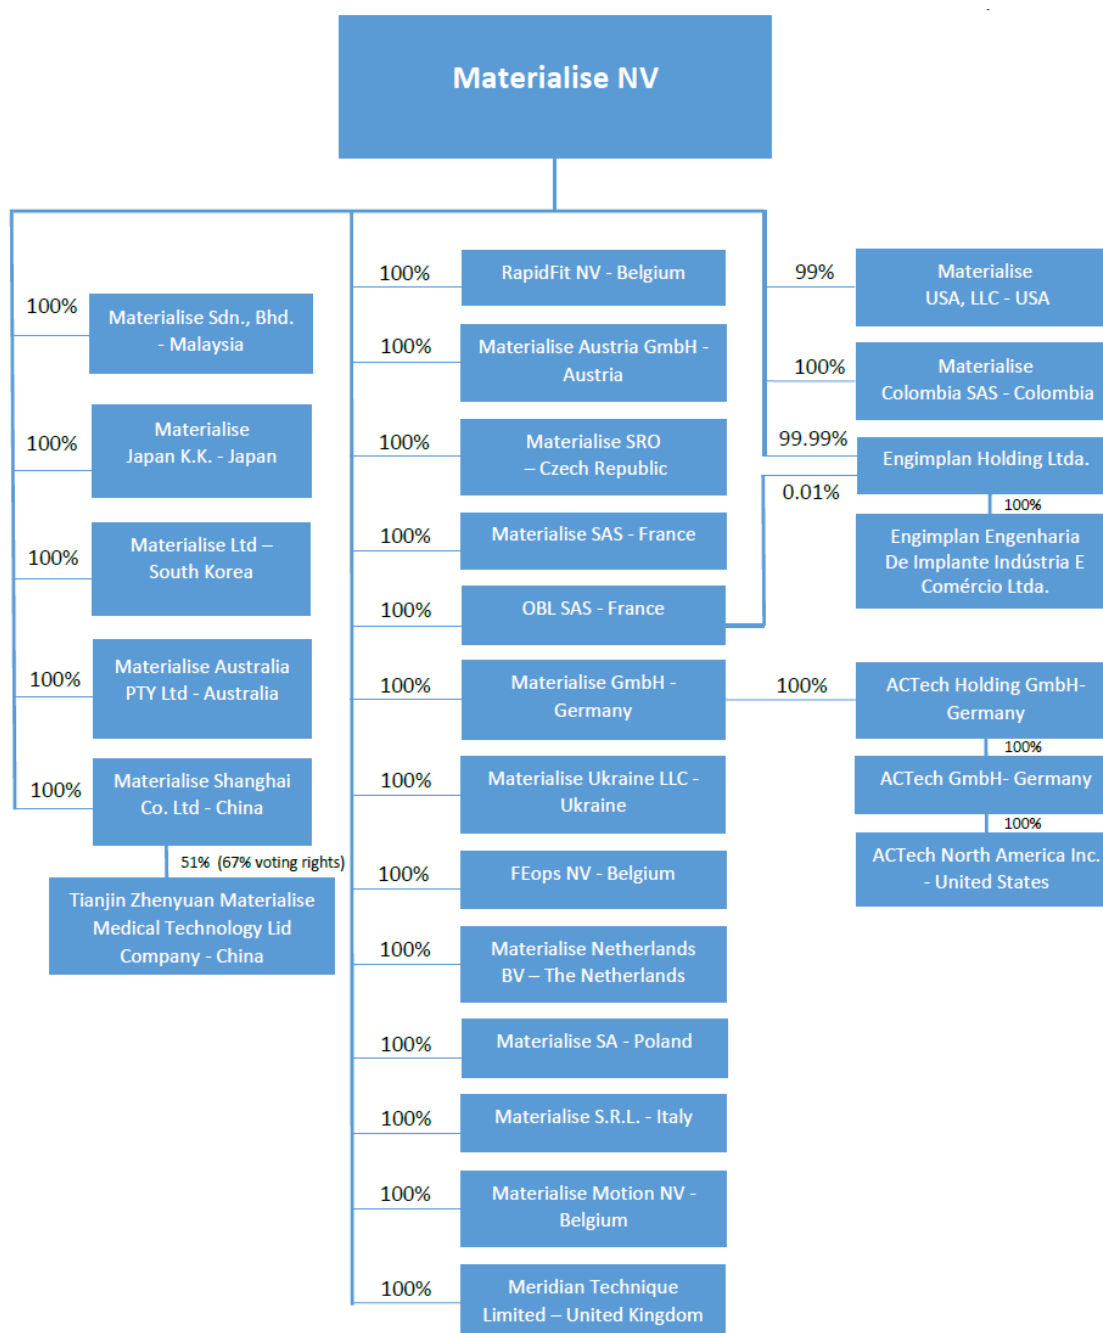 Materialise NV
100%
Materialise Sdn., Bhd.
- Malaysia
100%
Materialise
Japan K.K. - Japan
100%
Materialise Ltd –
South Korea
100%
Materialise Australia
PTY Ltd - Australia
100%
Materialise Shanghai
Co. Ltd - China
51% (67% voting rights)
Tianjin Zhenyuan Materialise
Medical Technology Lid
Company - China
100%
RapidFit NV - Belgium
100%
Materialise Austria GmbH -
Austria
100%
Materialise SRO
– Czech Republic
100%
Materialise SAS - France
100%
OBL SAS - France
100%
Materialise GmbH -
Germany
100%
Materialise Ukraine LLC -
Ukraine
100%
FEops NV - Belgium
100%
Materialise Netherlands
BV – The Netherlands
100%
Materialise SA - Poland
100%
Materialise S.R.L. - Italy
100%
Materialise Motion NV -
Belgium
100%
Meridian Technique
Limited – United Kingdom
99%
Materialise
USA, LLC - USA
100%
Materialise
Colombia SAS - Colombia
99.99%
Engimplan Holding Ltda.
0.01%
100%
Engimplan Engenharia
De Implante Indústria E
Comércio Ltda.
100%
ACTech Holding GmbH-
Germany
100%
ACTech GmbH- Germany
100%
ACTech North America Inc.
- United States